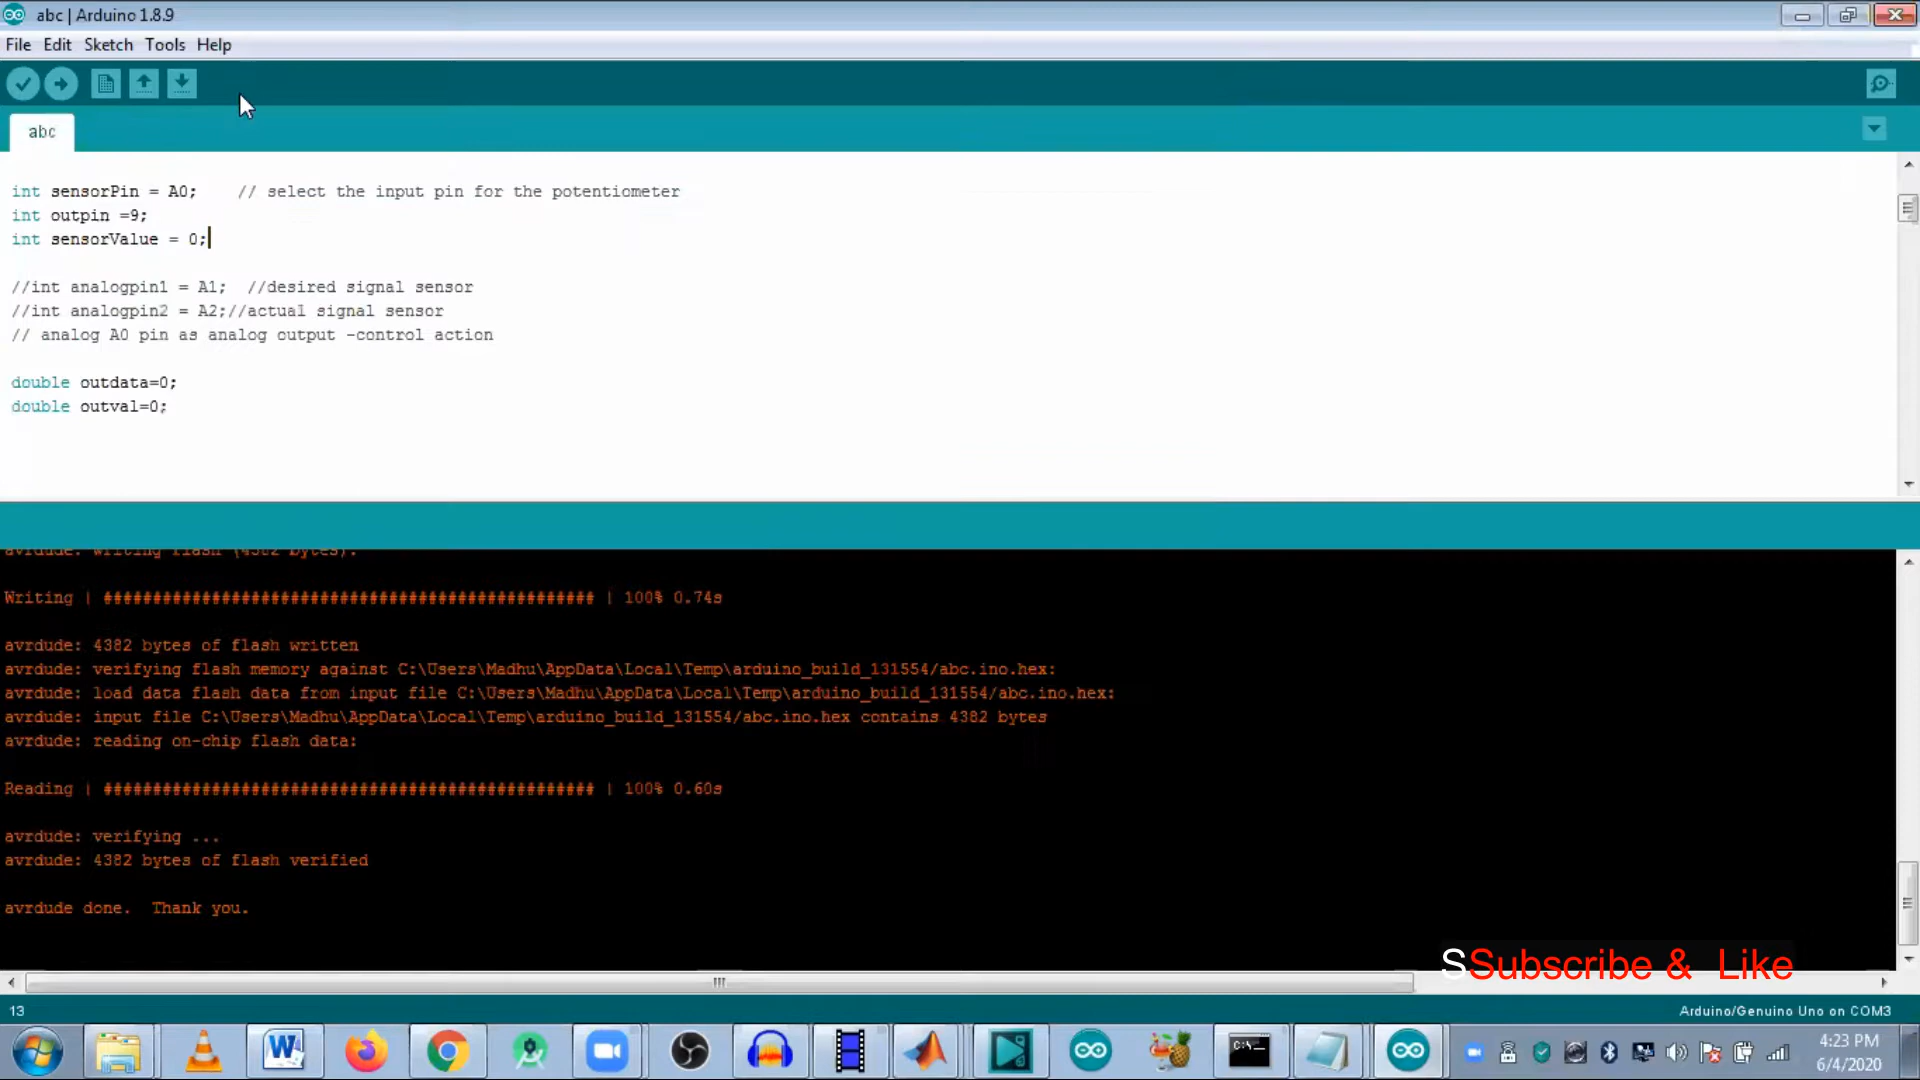 abc | Arduino 1.8.9
File Edit Sketch Tools Help
abc
int sensorPin = A0;    // select the input pin for the potentiometer
int outpin =9;
int sensorValue = 0;
//int analogpin1 = A1;  //desired signal sensor
//int analogpin2 = A2;//actual signal sensor
// analog A0 pin as analog output -control action
double outdata=0;
double outval=0;
avrdude: writing flash (4382 bytes):
Writing | ################################################## | 100% 0.74s
avrdude: 4382 bytes of flash written
avrdude: verifying flash memory against C:\Users\Madhu\AppData\Local\Temp\arduino_build_131554/abc.ino.hex:
avrdude: load data flash data from input file C:\Users\Madhu\AppData\Local\Temp\arduino_build_131554/abc.ino.hex:
avrdude: input file C:\Users\Madhu\AppData\Local\Temp\arduino_build_131554/abc.ino.hex contains 4382 bytes
avrdude: reading on-chip flash data:
Reading | ################################################## | 100% 0.60s
avrdude: verifying ...
avrdude: 4382 bytes of flash verified
avrdude done.  Thank you.
SSubscribe &  Like
13
Arduino/Genuino Uno on COM3
4:23 PM
6/4/2020